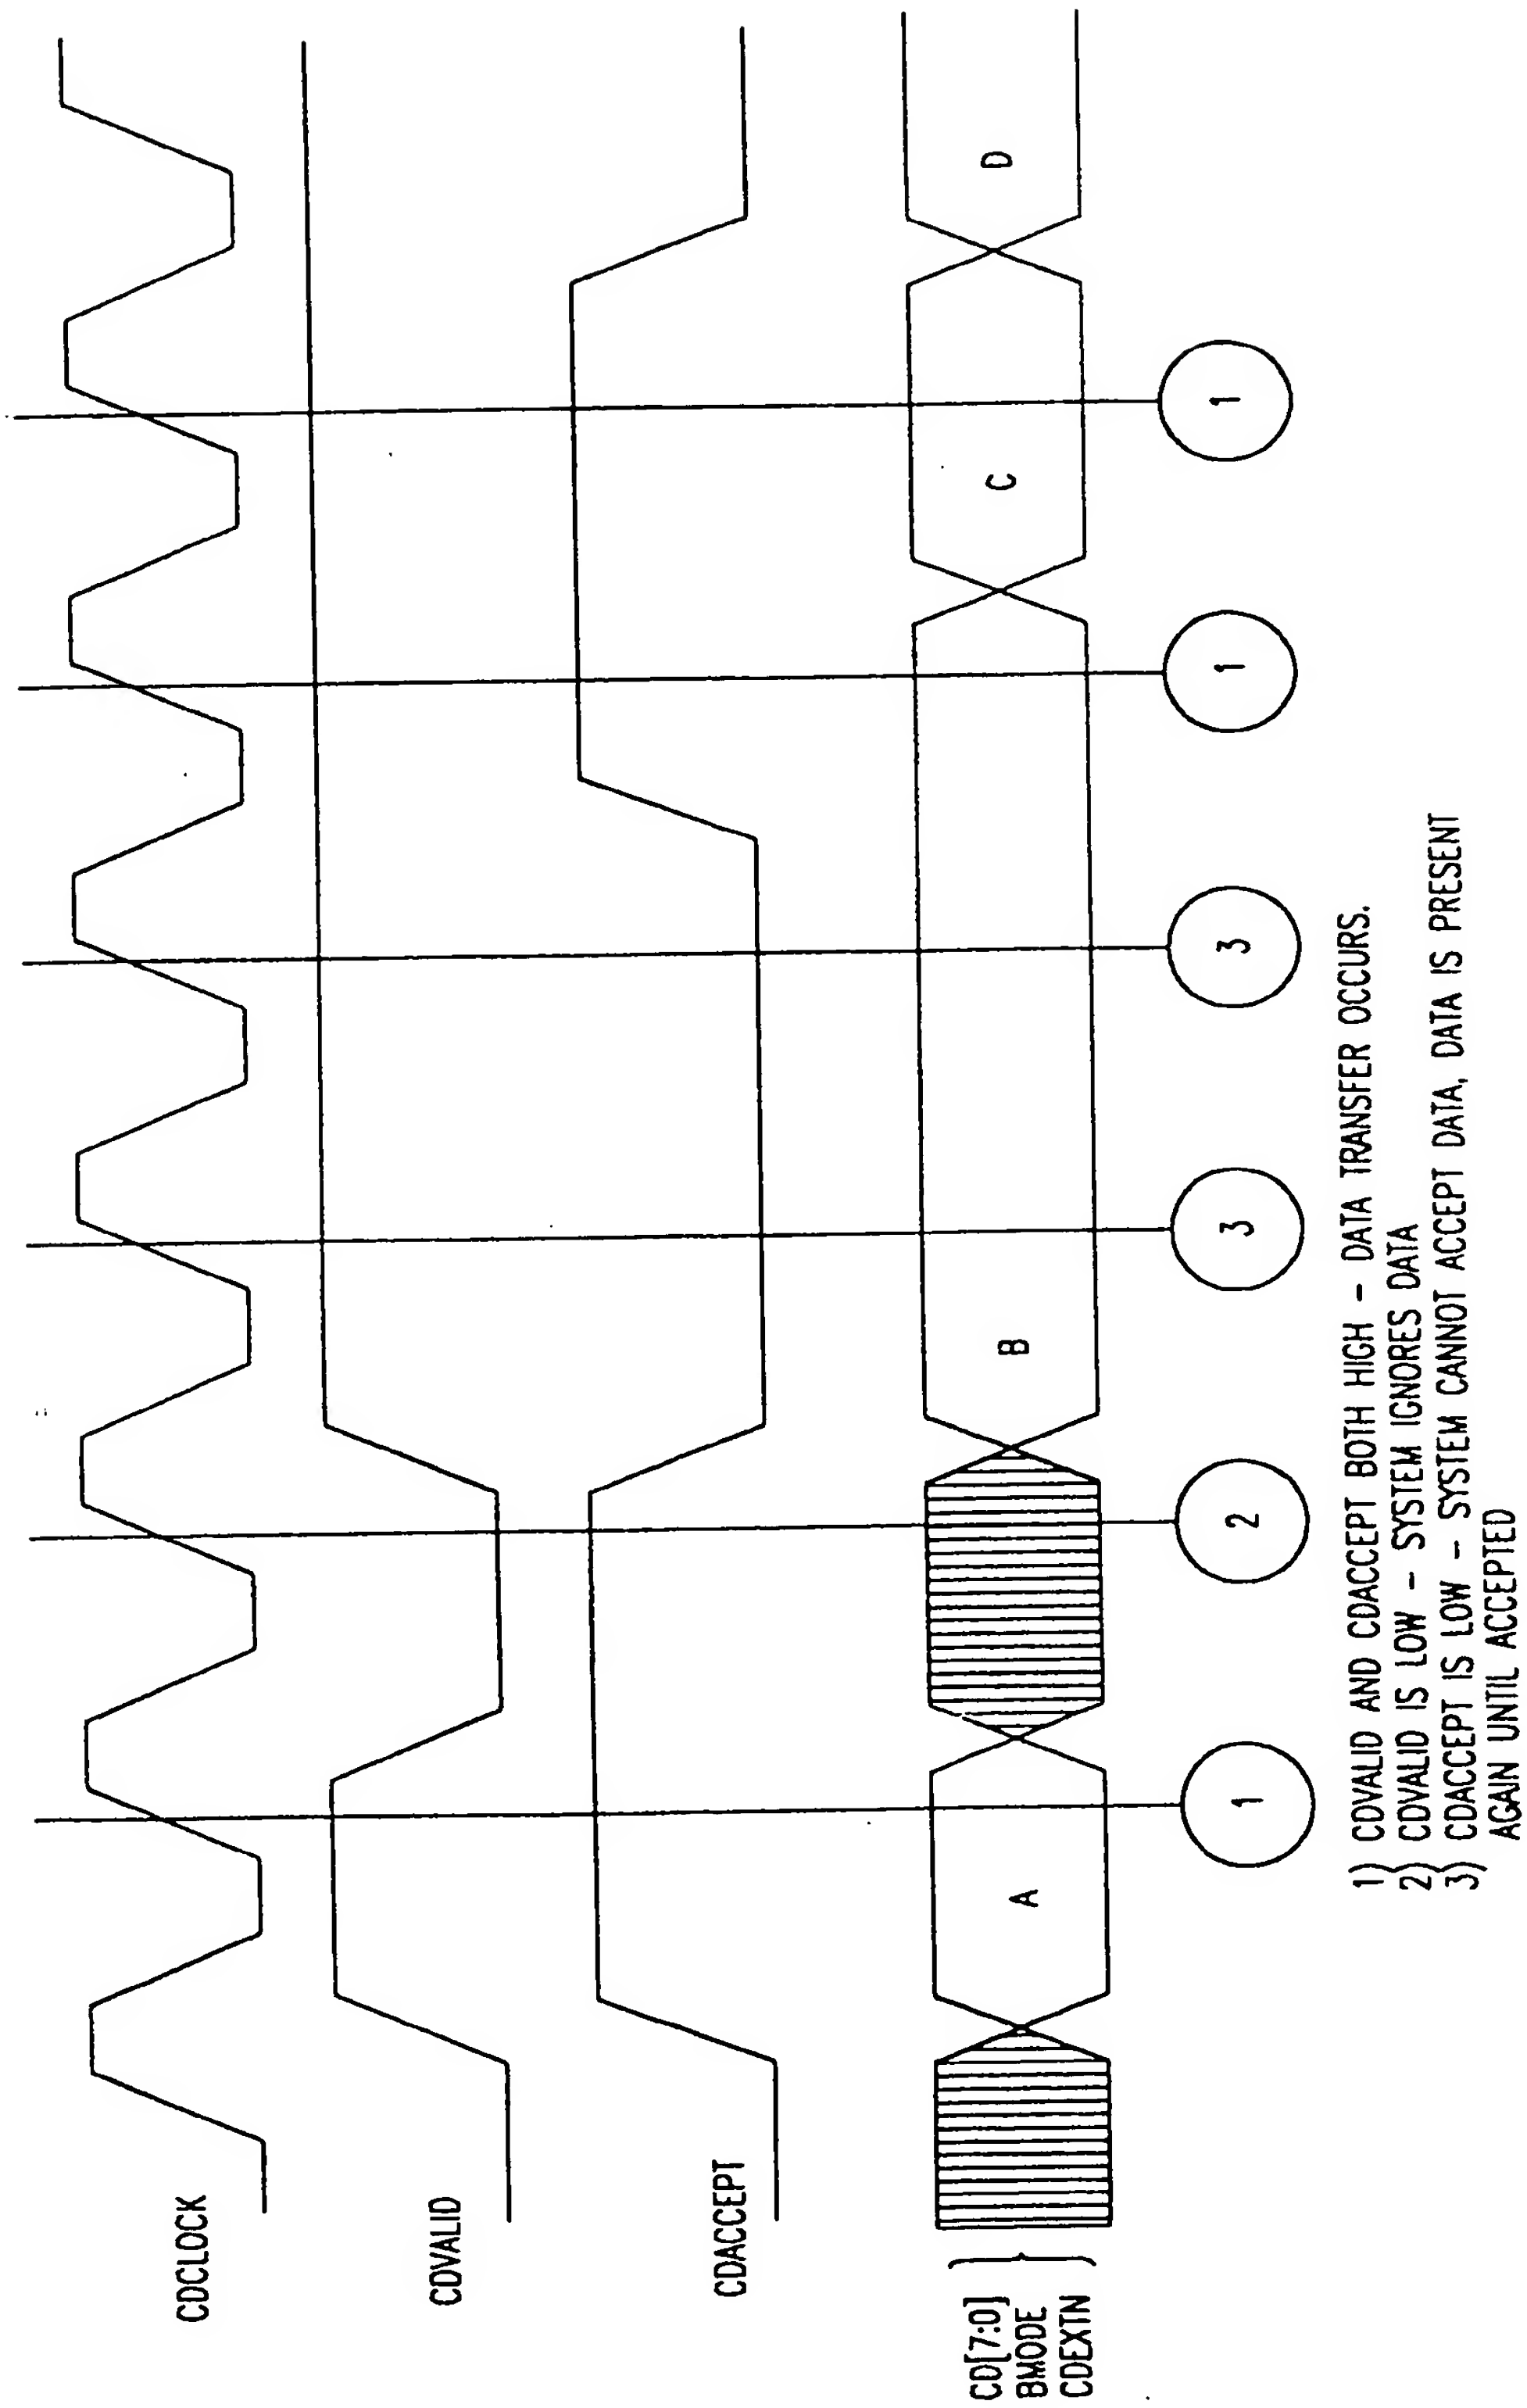 CDCLOCK
CDVALID
CDACCEPT
CD[7:0]
BMODE
CDEXTN
A
B
C
D
1
2
3
3
1
1
1) CDVALID AND CDACCEPT BOTH HIGH - DATA TRANSFER OCCURS.
2) CDVALID IS LOW - SYSTEM IGNORES DATA
3) CDACCEPT IS LOW - SYSTEM CANNOT ACCEPT DATA, DATA IS PRESENT
AGAIN UNTIL ACCEPTED